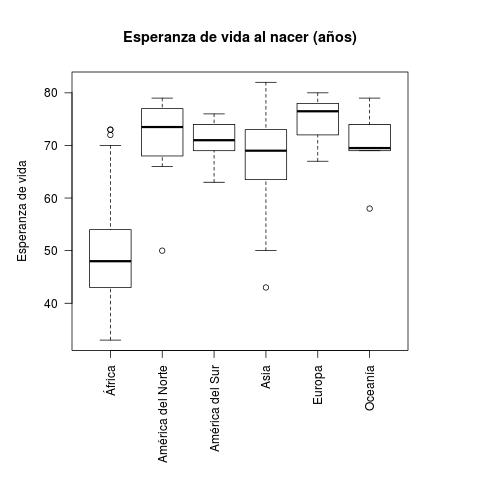 Esperanza de vida al nacer (años)
Esperanza de vida
80
70
60
50
40
África
América del Norte
América del Sur
Asia
Europa
Oceanía